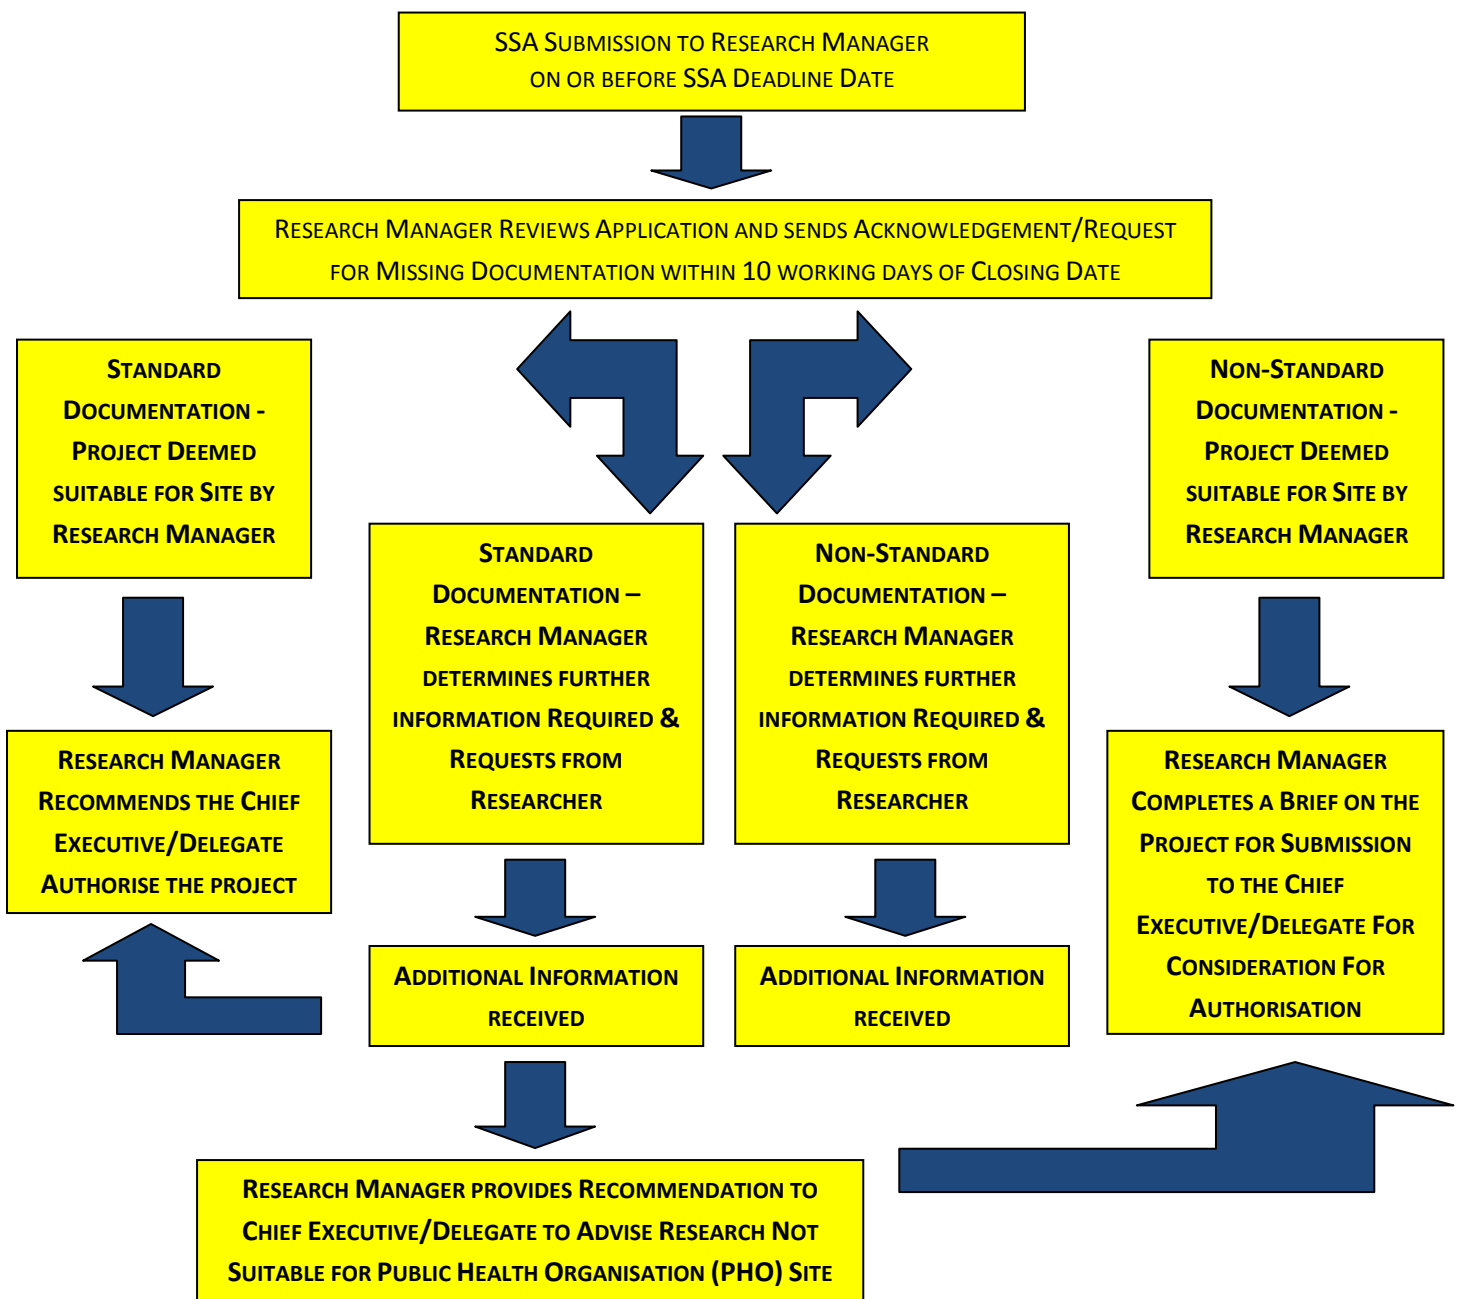 SSA SUBMISSION TO RESEARCH MANAGER
ON OR BEFORE SSA DEADLINE DATE
RESEARCH MANAGER REVIEWS APPLICATION AND SENDS ACKNOWLEDGEMENT/REQUEST
FOR MISSING DOCUMENTATION WITHIN 10 WORKING DAYS OF CLOSING DATE
STANDARD
DOCUMENTATION -
PROJECT DEEMED
SUITABLE FOR SITE BY
RESEARCH MANAGER
NON-STANDARD
DOCUMENTATION -
PROJECT DEEMED
SUITABLE FOR SITE BY
RESEARCH MANAGER
STANDARD
DOCUMENTATION –
RESEARCH MANAGER
DETERMINES FURTHER
INFORMATION REQUIRED &
REQUESTS FROM
RESEARCHER
NON-STANDARD
DOCUMENTATION –
RESEARCH MANAGER
DETERMINES FURTHER
INFORMATION REQUIRED &
REQUESTS FROM
RESEARCHER
RESEARCH MANAGER
RECOMMENDS THE CHIEF
EXECUTIVE/DELEGATE
AUTHORISE THE PROJECT
RESEARCH MANAGER
COMPLETES A BRIEF ON THE
PROJECT FOR SUBMISSION
TO THE CHIEF
EXECUTIVE/DELEGATE FOR
CONSIDERATION FOR
AUTHORISATION
ADDITIONAL INFORMATION
RECEIVED
ADDITIONAL INFORMATION
RECEIVED
RESEARCH MANAGER PROVIDES RECOMMENDATION TO
CHIEF EXECUTIVE/DELEGATE TO ADVISE RESEARCH NOT
SUITABLE FOR PUBLIC HEALTH ORGANISATION (PHO) SITE